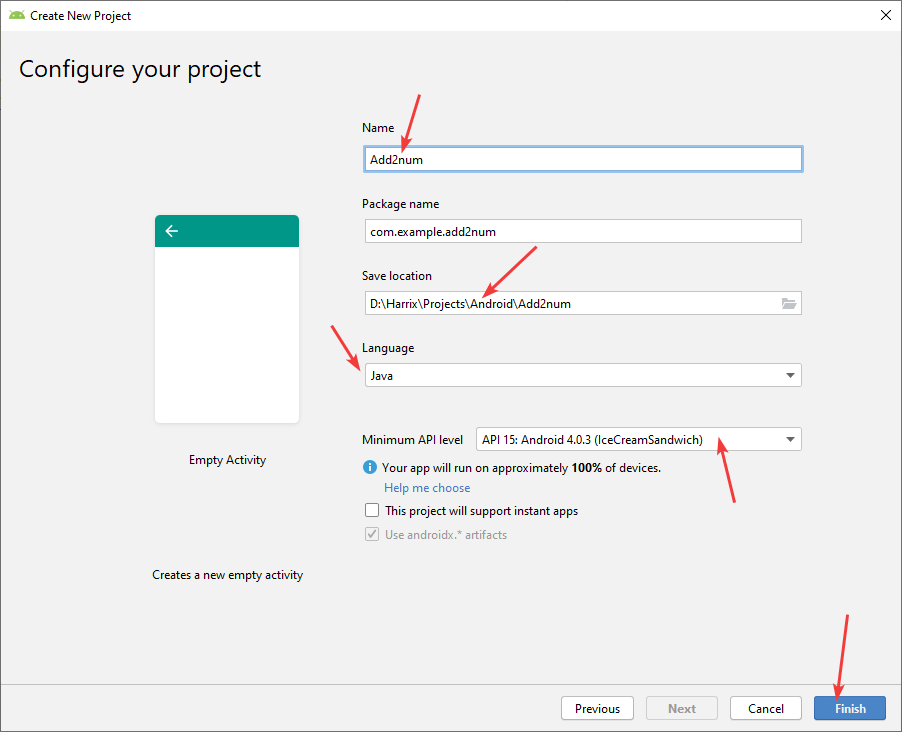 Create New Project
Configure your project
Name
Add2num
Package name
com.example.add2num
Save location
D:\Harrix\Projects\Android\Add2num
Language
Java
Minimum API level API 15: Android 4.0.3 (IceCreamSandwich)
Your app will run on approximately 100% of devices.
Help me choose
This project will support instant apps
Use androidx.* artifacts
Empty Activity
Creates a new empty activity
Previous Next Cancel Finish